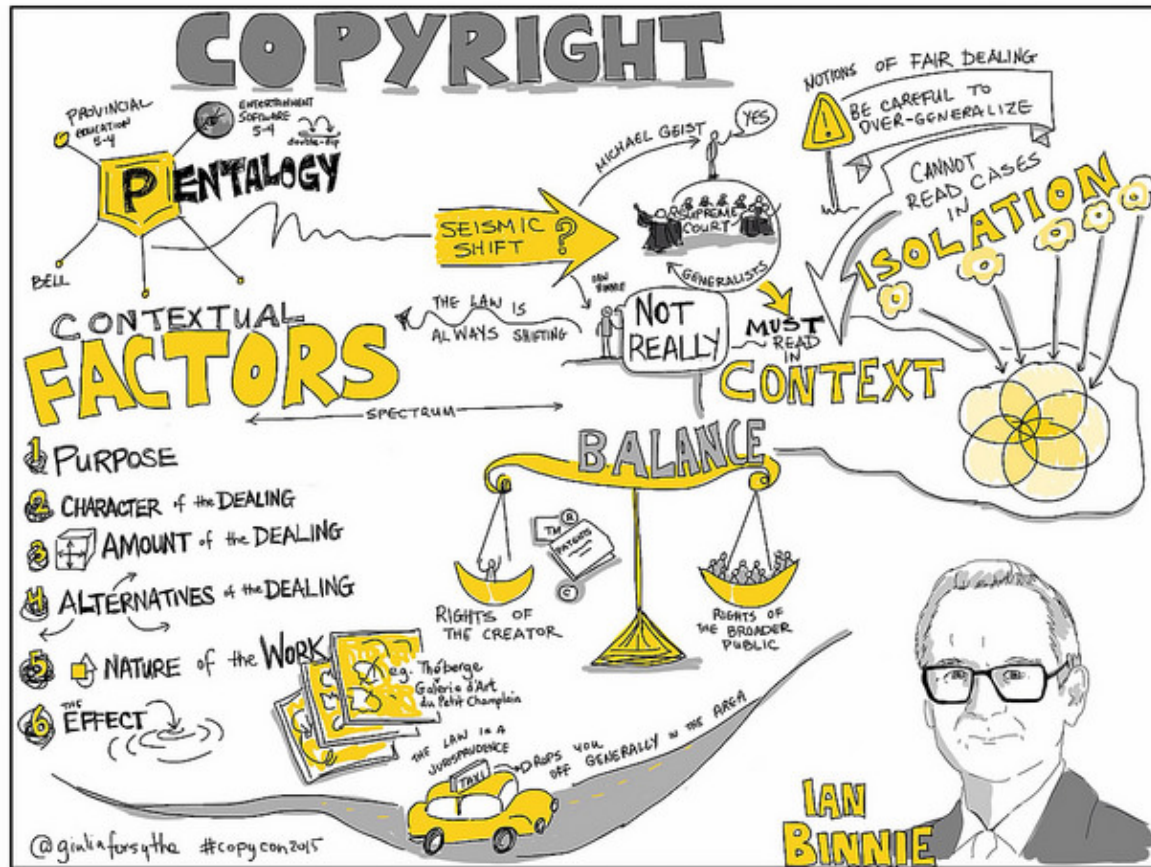 COPYRIGHT
PROVINCIAL
EDUCATION
5-4
ENTERTAINMENT
SOFTWARE
5-4
double-dip
PENTALOGY
BELL
SEISMIC
SHIFT ?
MICHAEL GEIST
YES
SUPREME
COURT
GENERALISTS
IAN
BINNIE
NOT
REALLY
THE LAW IS
ALWAYS SHIFTING
NOTIONS OF FAIR DEALING
BE CAREFUL TO
OVER-GENERALIZE
CANNOT
READ CASES
IN
ISOLATION
MUST
READ
IN
CONTEXT
CONTEXTUAL
FACTORS
SPECTRUM
1 PURPOSE
2 CHARACTER of the DEALING
3 AMOUNT of the DEALING
4 ALTERNATIVES of the DEALING
5 NATURE of the WORK
6 THE EFFECT
e.g. Théberge
v
Galerie d'Art
du Petit Champlain
BALANCE
TM
R
PATENTS
C
RIGHTS OF
THE CREATOR
RIGHTS OF
THE BROADER
PUBLIC
THE LAW IS A
JURISPRUDENCE
TAXI
DROPS YOU
OFF GENERALLY IN THE AREA
IAN
BINNIE
@giuliaforsythe #copycon2015